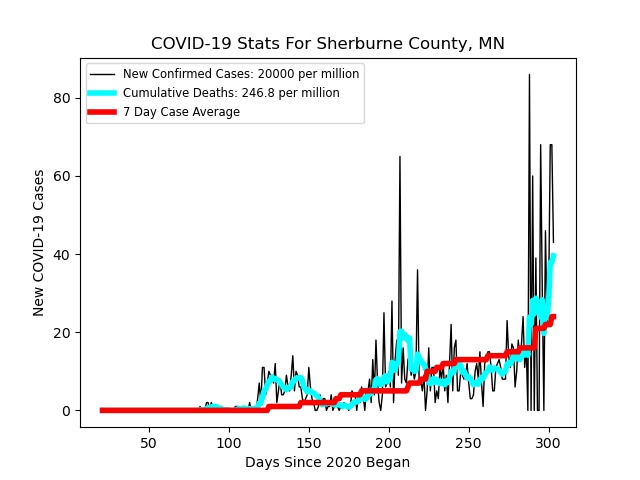 COVID-19 Stats For Sherburne County, MN
New Confirmed Cases: 20000 per million
Cumulative Deaths: 246.8 per million
7 Day Case Average
New COVID-19 Cases
80
60
40
20
0
50 100 150 200 250 300
Days Since 2020 Began